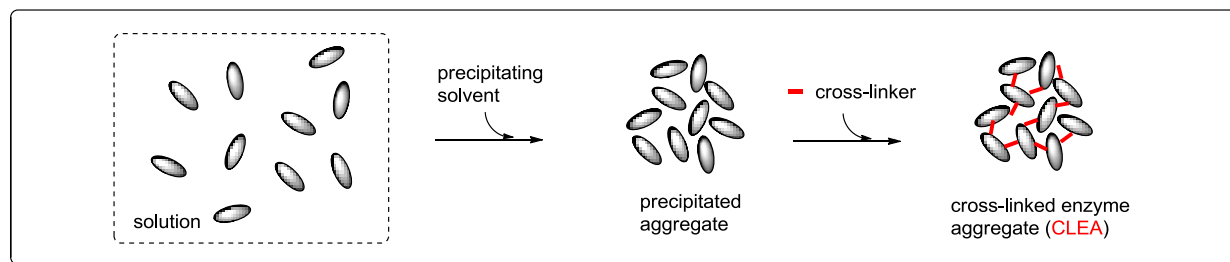 solution
precipitating
solvent
precipitated
aggregate
cross-linker
cross-linked enzyme
aggregate (CLEA)